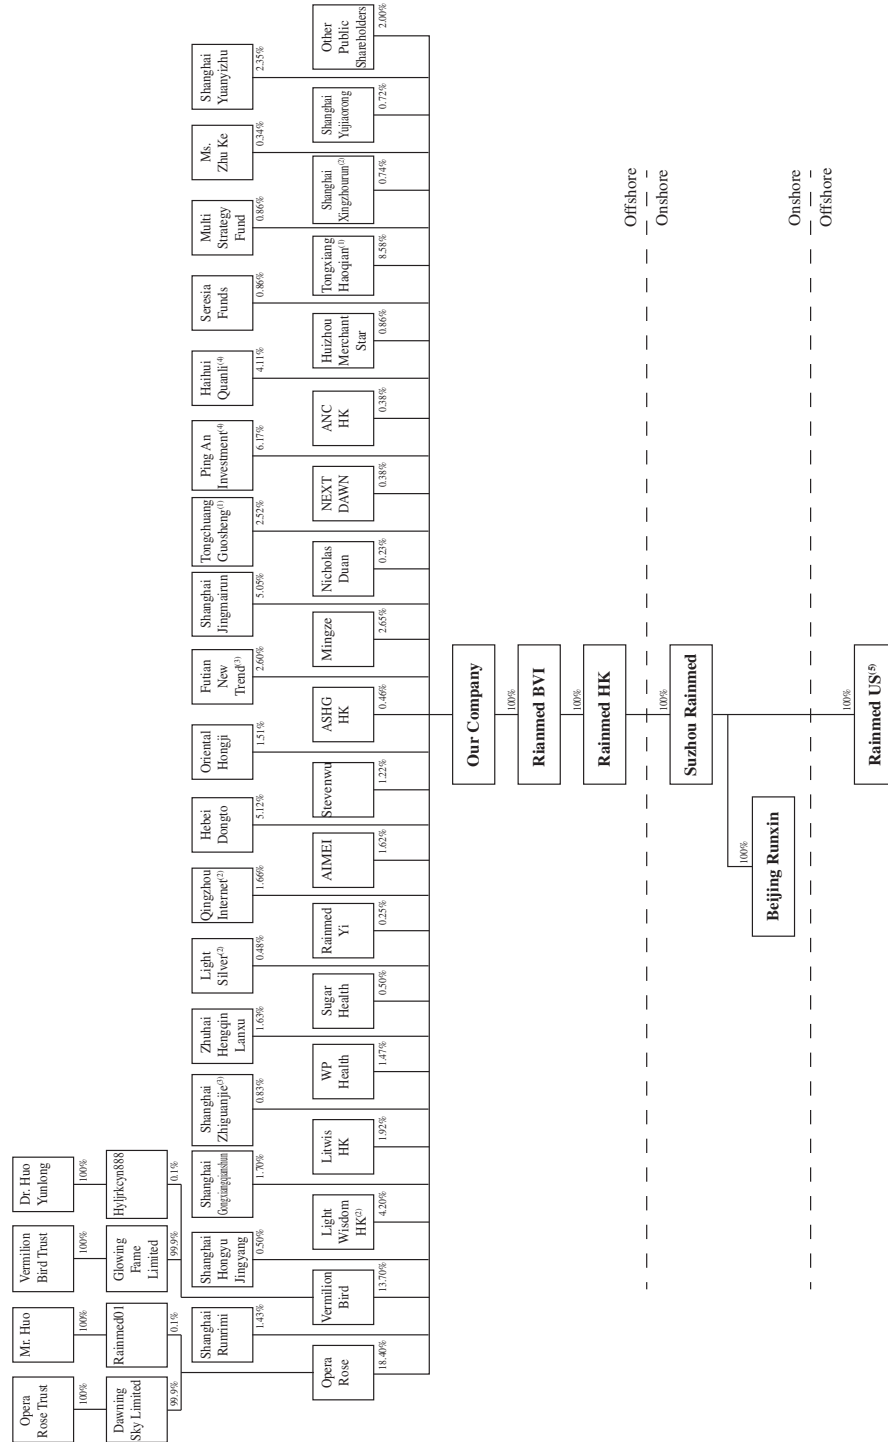 Opera
Rose Trust
Mr. Huo
Vermilion
Bird Trust
Dr. Huo
Yunlong
100%
100%
100%
100%
Dawning
Sky Limited
Rainmed01
Glowing
Fame
Limited
Hyljrkcyn888
99.9%
0.1%
99.9%
0.1%
Shanghai
Runrimi
Shanghai
Hongyu
Jingyang
Shanghai
Gongxiangqianshun
Shanghai
Zhiguanjie(3)
Zhuhai
Hengqin
Lanxu
Light
Silver(2)
Qingzhou
Internet(2)
Hebei
Dongto
Oriental
Hongji
Futian
New
Trend(3)
Shanghai
Jingmairun
Tongchuang
Guosheng(1)
Ping An
Investment(4)
Haihui
Quanli(4)
Seresia
Funds
Multi
Strategy
Fund
Ms.
Zhu Ke
Shanghai
Yuanyizhu
1.43%
0.50%
1.70%
0.83%
1.63%
0.48%
1.66%
5.12%
1.51%
2.60%
5.05%
2.52%
6.17%
4.11%
0.86%
0.86%
0.34%
2.35%
Opera
Rose
Vermilion
Bird
Light
Wisdom
HK(2)
Litwis
HK
WP
Health
Sugar
Health
Rainmed
Yi
AIMEI
Stevenwu
ASHG
HK
Mingze
Nicholas
Duan
NEXT
DAWN
ANC
HK
Huizhou
Merchant
Star
Tongxiang
Haoqian(1)
Shanghai
Xingzhourun(2)
Shanghai
Yujiaorong
Other
Public
Shareholders
18.40%
13.70%
4.20%
1.92%
1.47%
0.50%
0.25%
1.62%
1.22%
0.46%
2.65%
0.23%
0.38%
0.38%
0.86%
8.58%
0.74%
0.72%
2.00%
Our Company
100%
Rianmed BVI
100%
Rainmed HK
Offshore
Onshore
100%
Suzhou Rainmed
100%
Beijing Runxin
Onshore
Offshore
100%
Rainmed US(5)